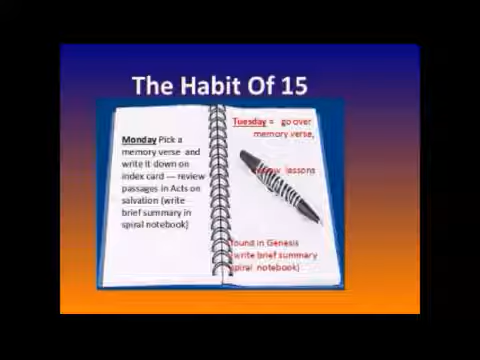 The Habit Of 15
Monday Pick a
memory verse and
write it down on
index card — review
passages in Acts on
salvation (write
brief summary in
spiral notebook)
Tuesday = go over
memory verse,
lessons
found in Genesis
(write brief summary
spiral notebook)